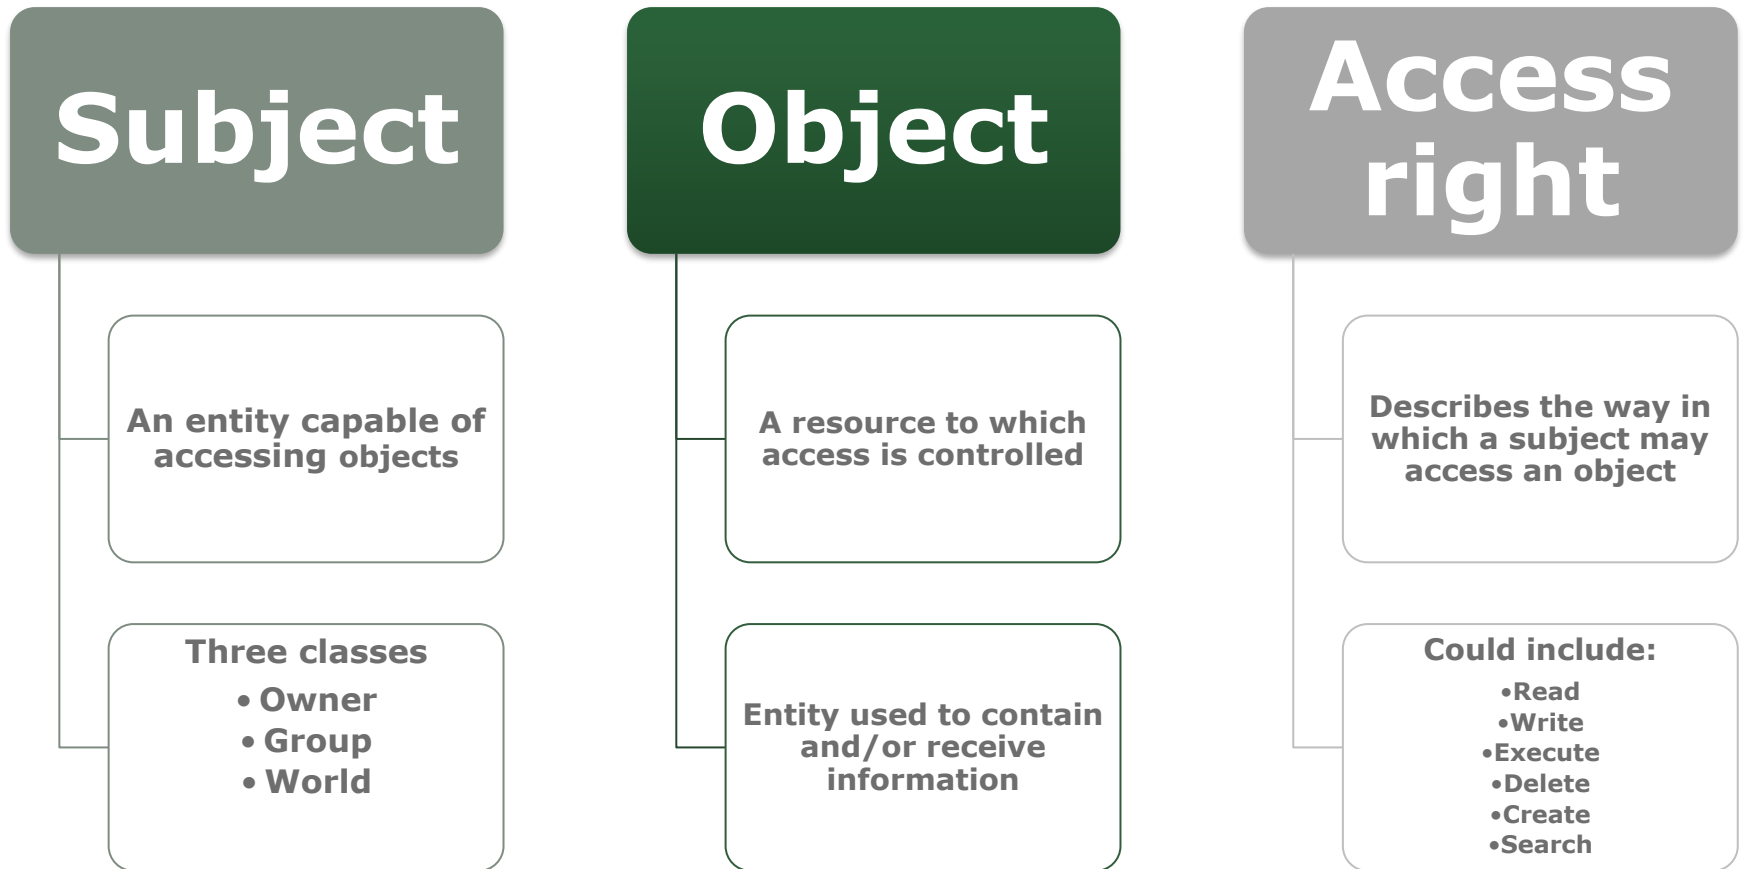 Subject
An entity capable of
accessing objects
Three classes
• Owner
• Group
• World
Object
A resource to which
access is controlled
Entity used to contain
and/or receive
information
Access
right
Describes the way in
which a subject may
access an object
Could include:
•Read
•Write
•Execute
•Delete
•Create
•Search